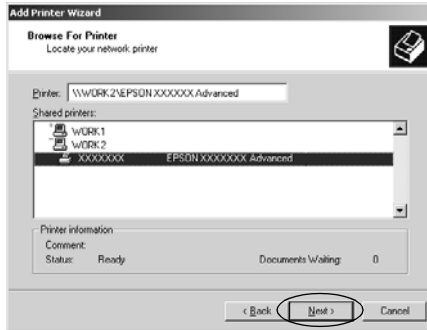 Add Printer Wizard
Browse For Printer
Locate your network printer
Printer: \\WORK2\EPSON XXXXXX Advanced
Shared printers:
WORK1
WORK2
XXXXXXX EPSON XXXXXXX Advanced
Printer information
Comment:
Status: Ready Documents Waiting: 0
< Back Next > Cancel